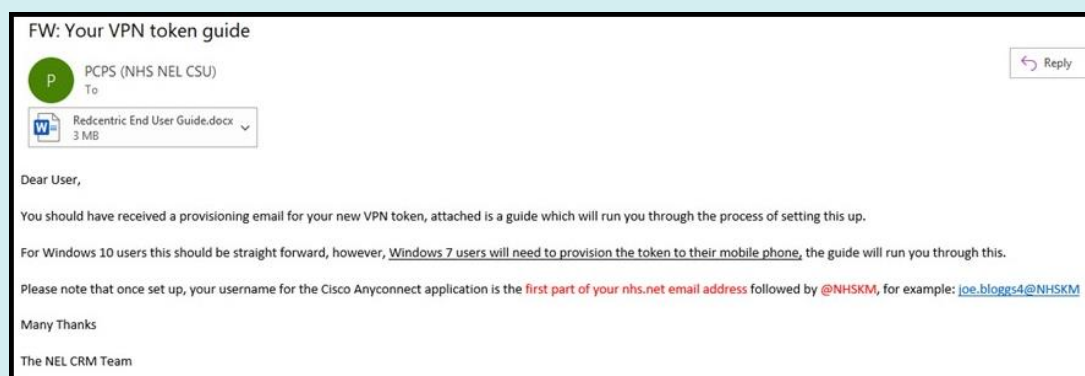 FW: Your VPN token guide
P
PCPS (NHS NEL CSU)
To
Reply
Redcentric End User Guide.docx
3 MB
Dear User,
You should have received a provisioning email for your new VPN token, attached is a guide which will run you through the process of setting this up.
For Windows 10 users this should be straight forward, however, Windows 7 users will need to provision the token to their mobile phone, the guide will run you through this.
Please note that once set up, your username for the Cisco Anyconnect application is the first part of your nhs.net email address followed by @NHSKM, for example: joe.bloggs4@NHSKM
Many Thanks
The NEL CRM Team